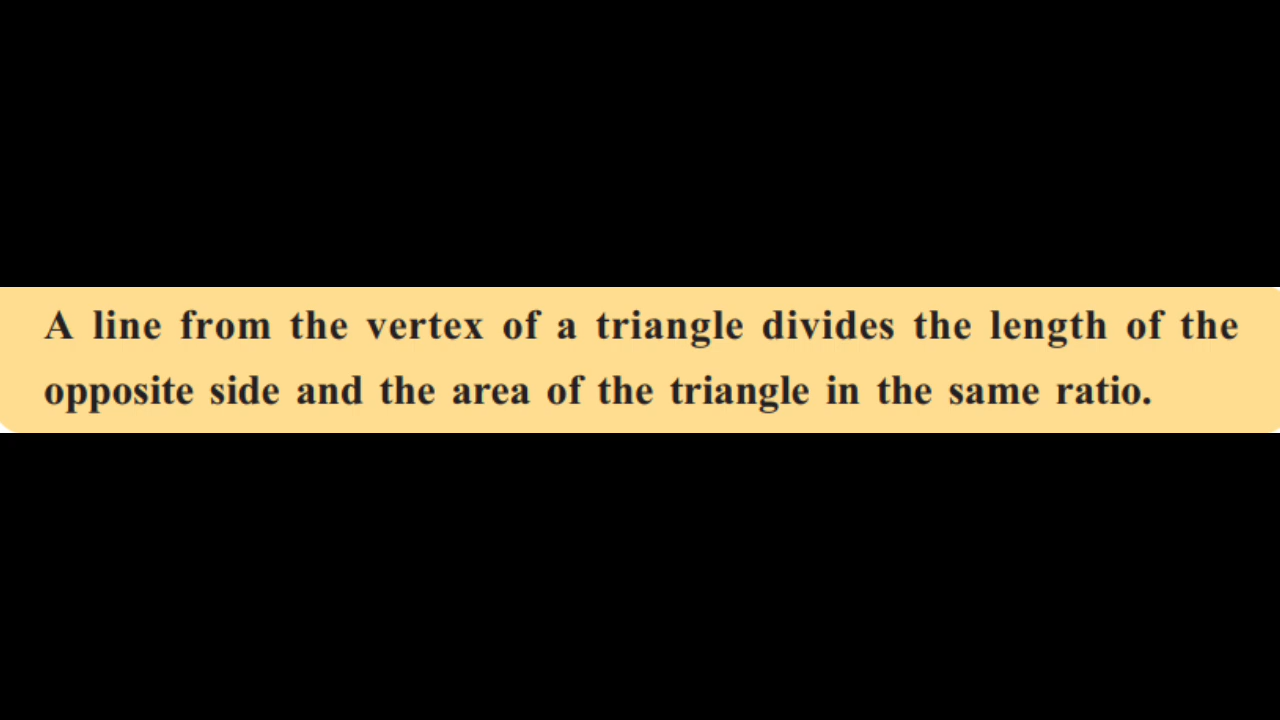 A line from the vertex of a triangle divides the length of the
opposite side and the area of the triangle in the same ratio.